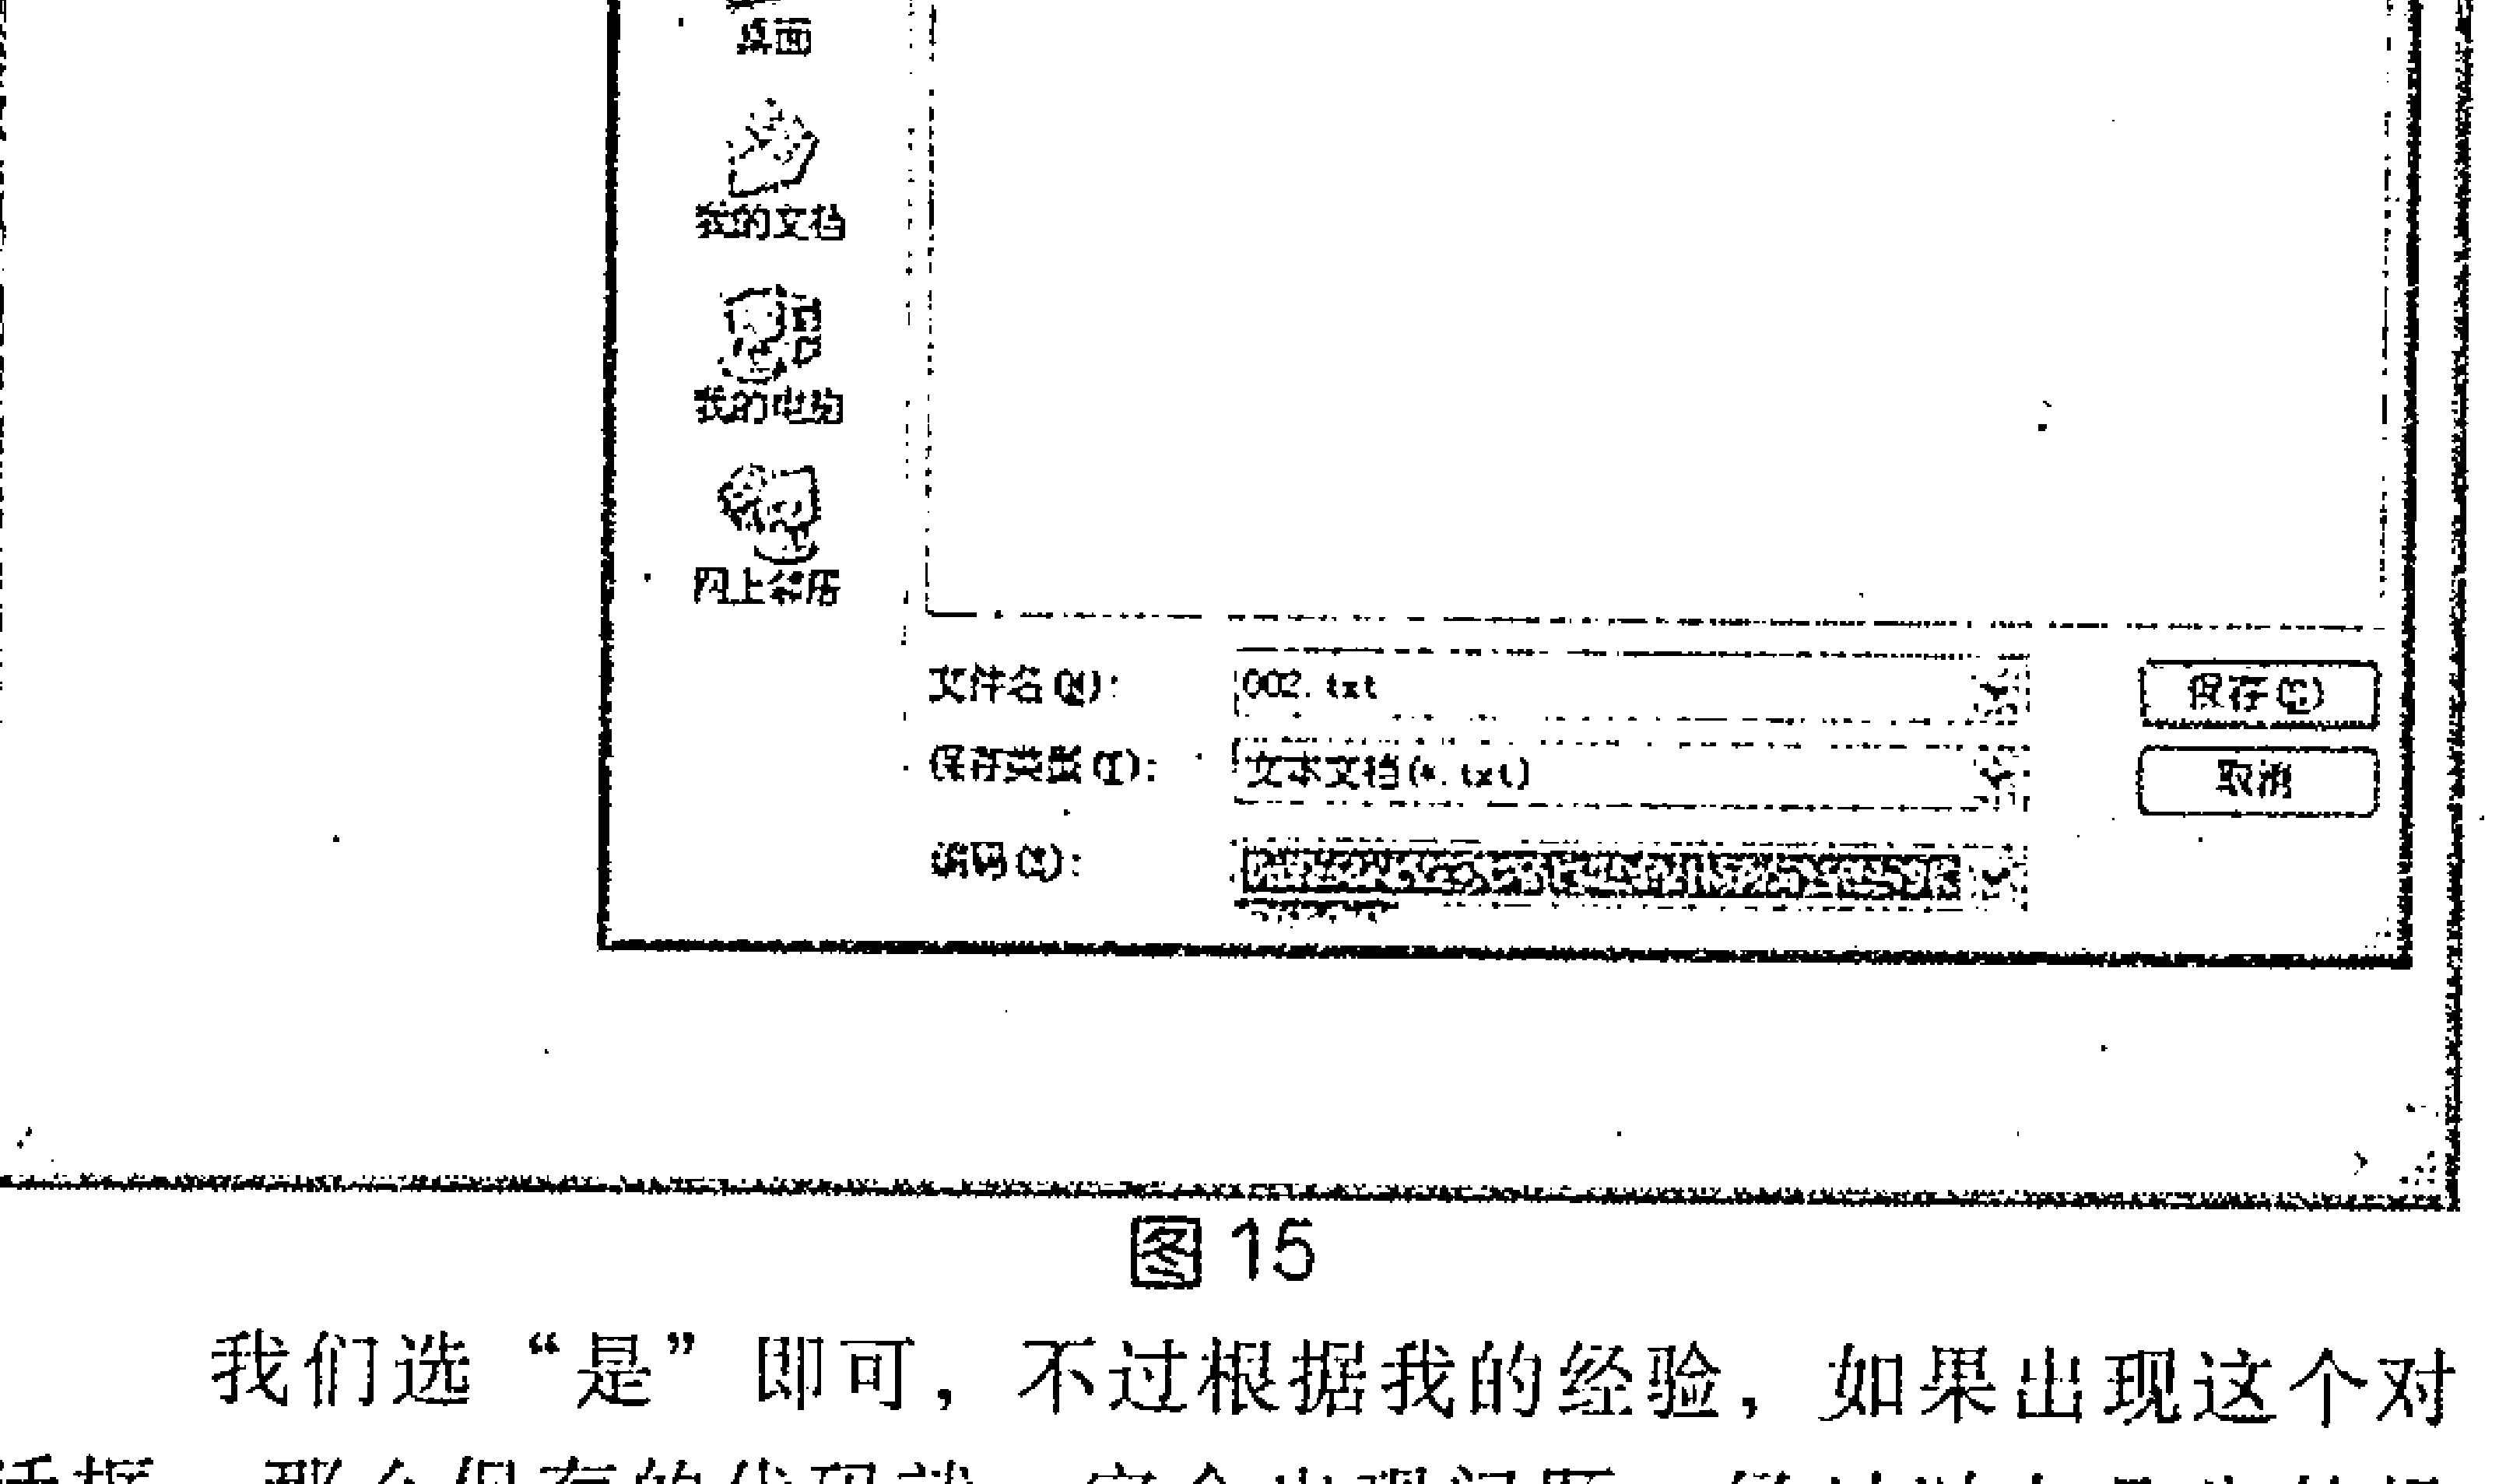 桌面
我的文档
我的电脑
网上邻居
文件名(N): 002.txt 保存(S)
保存类型(T): 文本文档(*.txt) 取消
编码(E):
图15
我们选“是”即可，不过根据我的经验，如果出现这个对